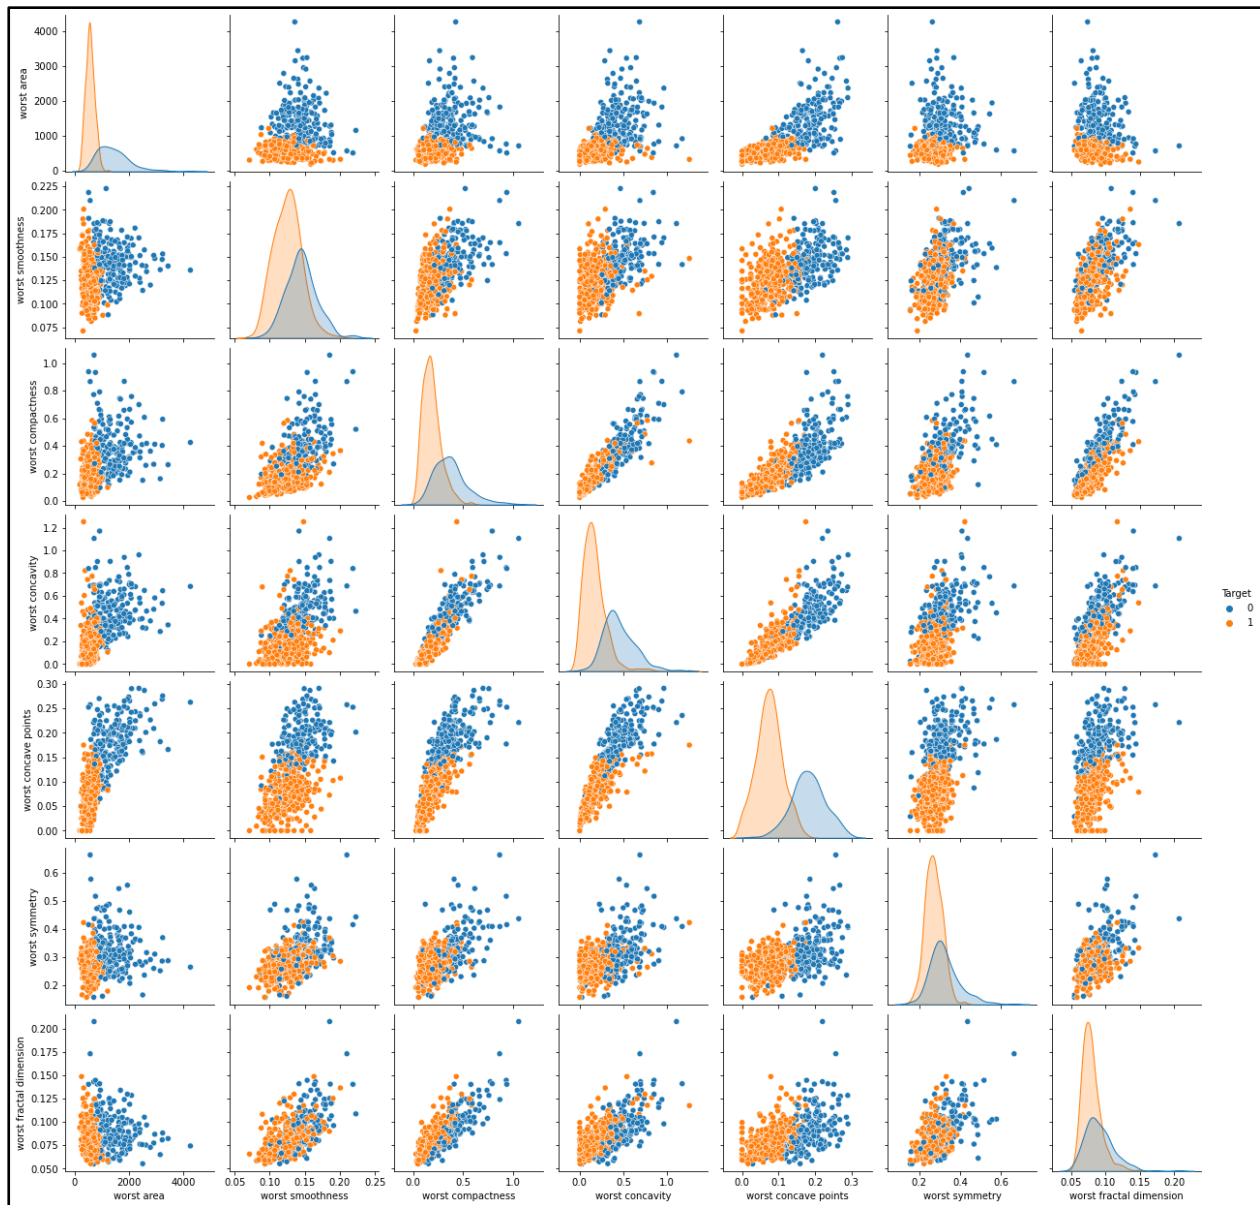 4000
3000
2000
1000
0
worst area
0.225
0.200
0.175
0.150
0.125
0.100
0.075
worst smoothness
1.0
0.8
0.6
0.4
0.2
0.0
worst compactness
1.2
1.0
0.8
0.6
0.4
0.2
0.0
worst concavity
Target
0
1
0.30
0.25
0.20
0.15
0.10
0.05
0.00
worst concave points
0.6
0.5
0.4
0.3
0.2
worst symmetry
0.200
0.175
0.150
0.125
0.100
0.075
0.050
worst fractal dimension
0 2000 4000
0.05 0.10 0.15 0.20 0.25
0.0 0.5 1.0
0.0 0.5 1.0
0.0 0.1 0.2 0.3
0.2 0.4 0.6
0.05 0.10 0.15 0.20
worst area
worst smoothness
worst compactness
worst concavity
worst concave points
worst symmetry
worst fractal dimension